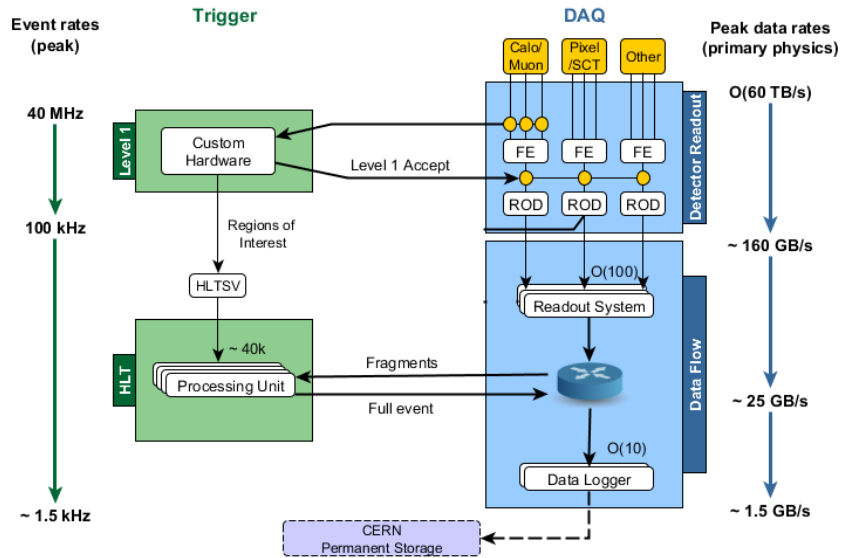 Event rates
(peak)
Trigger
DAQ
Peak data rates
(primary physics)
Calo/
Muon
Pixel
/SCT
Other
40 MHz
O(60 TB/s)
Level 1
Custom
Hardware
Level 1 Accept
FE
FE
FE
ROD
ROD
ROD
Detector Readout
100 kHz
Regions of
Interest
~ 160 GB/s
HLTSV
O(100)
Readout System
HLT
~ 40k
Processing Unit
Fragments
Full event
Data Flow
~ 25 GB/s
O(10)
Data Logger
~ 1.5 kHz
~ 1.5 GB/s
CERN
Permanent Storage